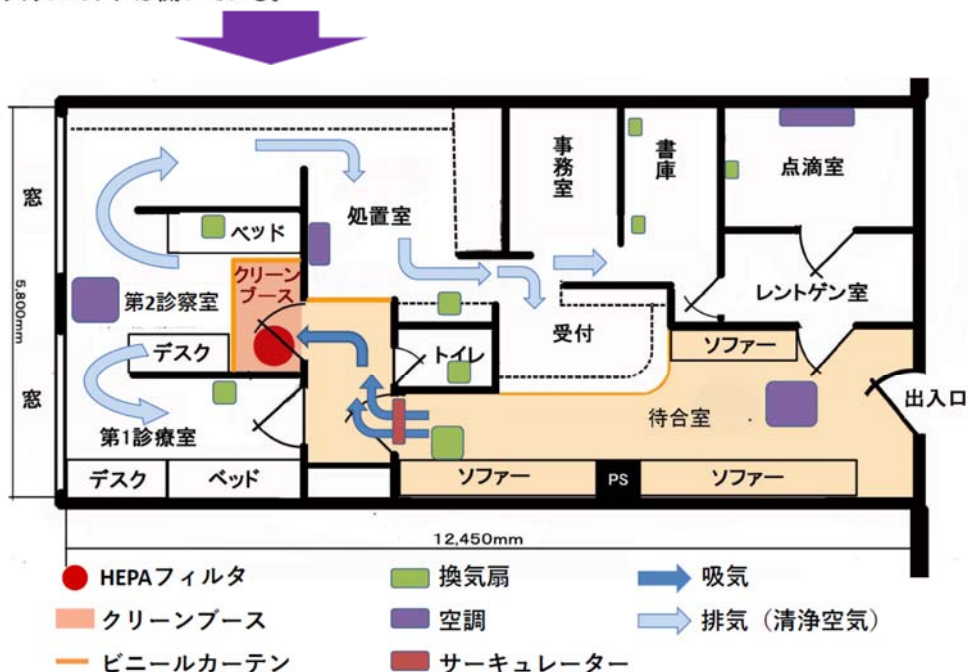 窓
窓
5,800mm
処置室
事務室
書庫
点滴室
ベッド
クリーン
ブース
第2診察室
レントゲン室
デスク
トイレ
受付
ソファー
出入口
待合室
第1診療室
デスク
ベッド
ソファー
PS
ソファー
12,450mm
HEPAフィルタ
換気扇
吸気
クリーンブース
空調
排気（清浄空気）
ビニールカーテン
サーキュレーター